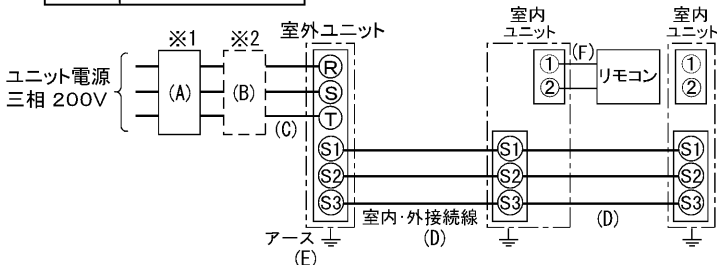 ※1
※2
室外ユニット
室内
ユニット
室内
ユニット
ユニット電源
三相 200V
(A)
(B)
(C)
R
S
T
S1
S2
S3
①
②
(F)
リモコン
①
②
S1
S2
S3
S1
S2
S3
室内・外接続線
(D)
(D)
アース
(E)